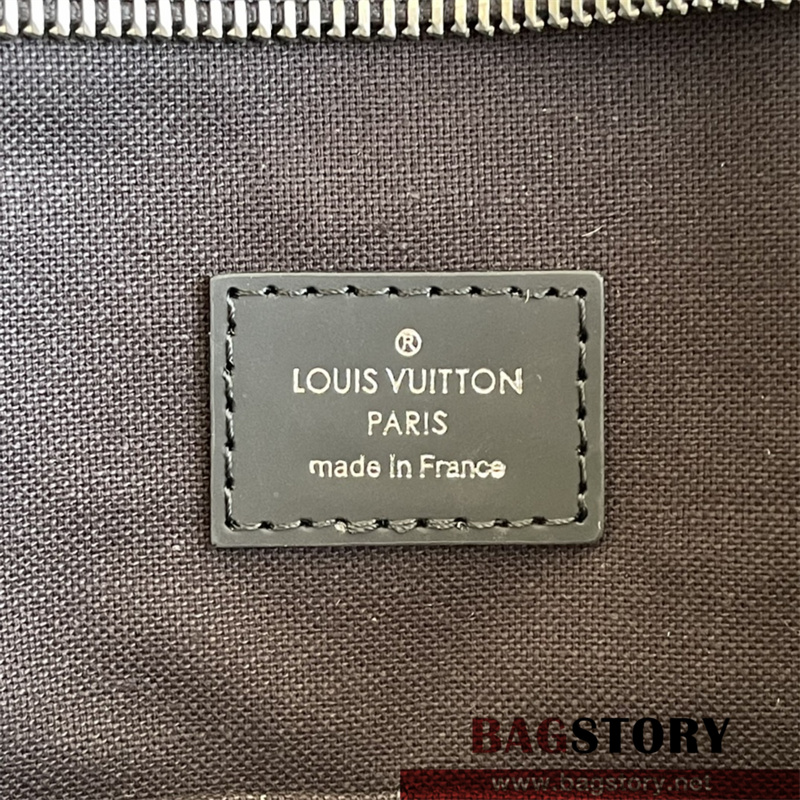 ®
LOUIS VUITTON
PARIS
made in France
BAGSTORY
www.bagstory.net